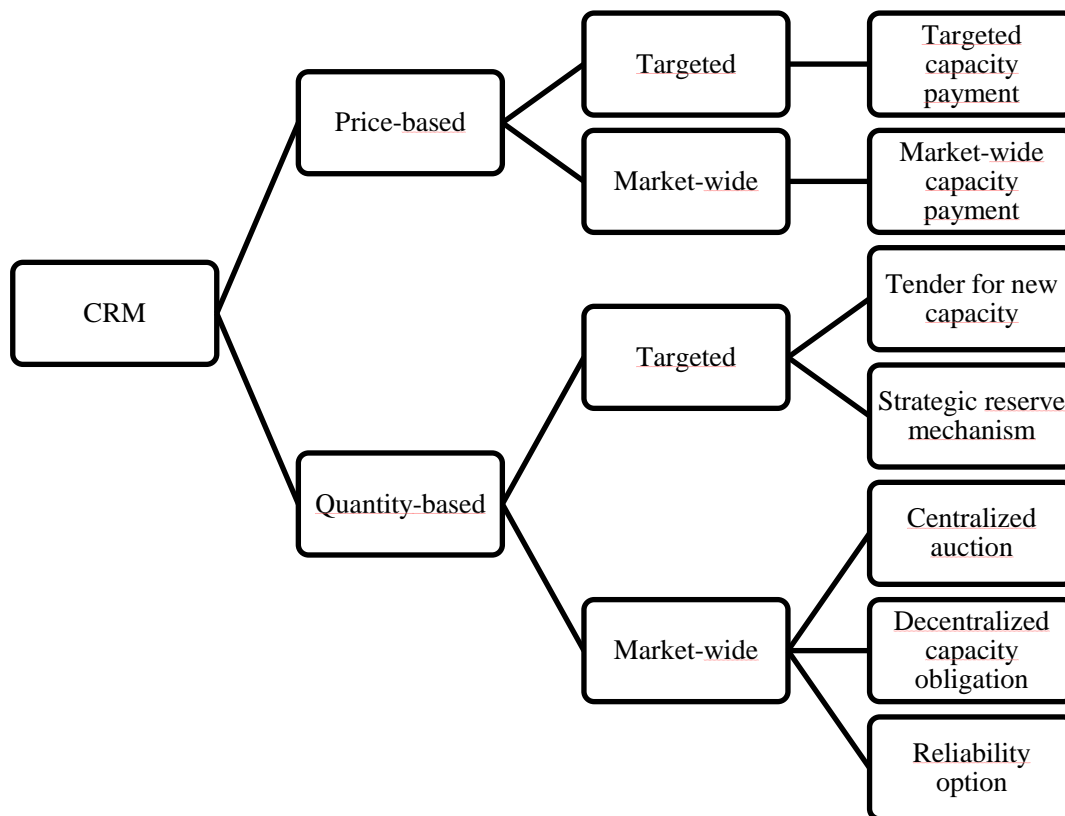 Targeted
Targeted
capacity
payment
Price-based
Market-wide
Market-wide
capacity
payment
CRM
Tender for new
capacity
Targeted
Strategic reserve
mechanism
Quantity-based
Centralized
auction
Market-wide
Decentralized
capacity
obligation
Reliability
option